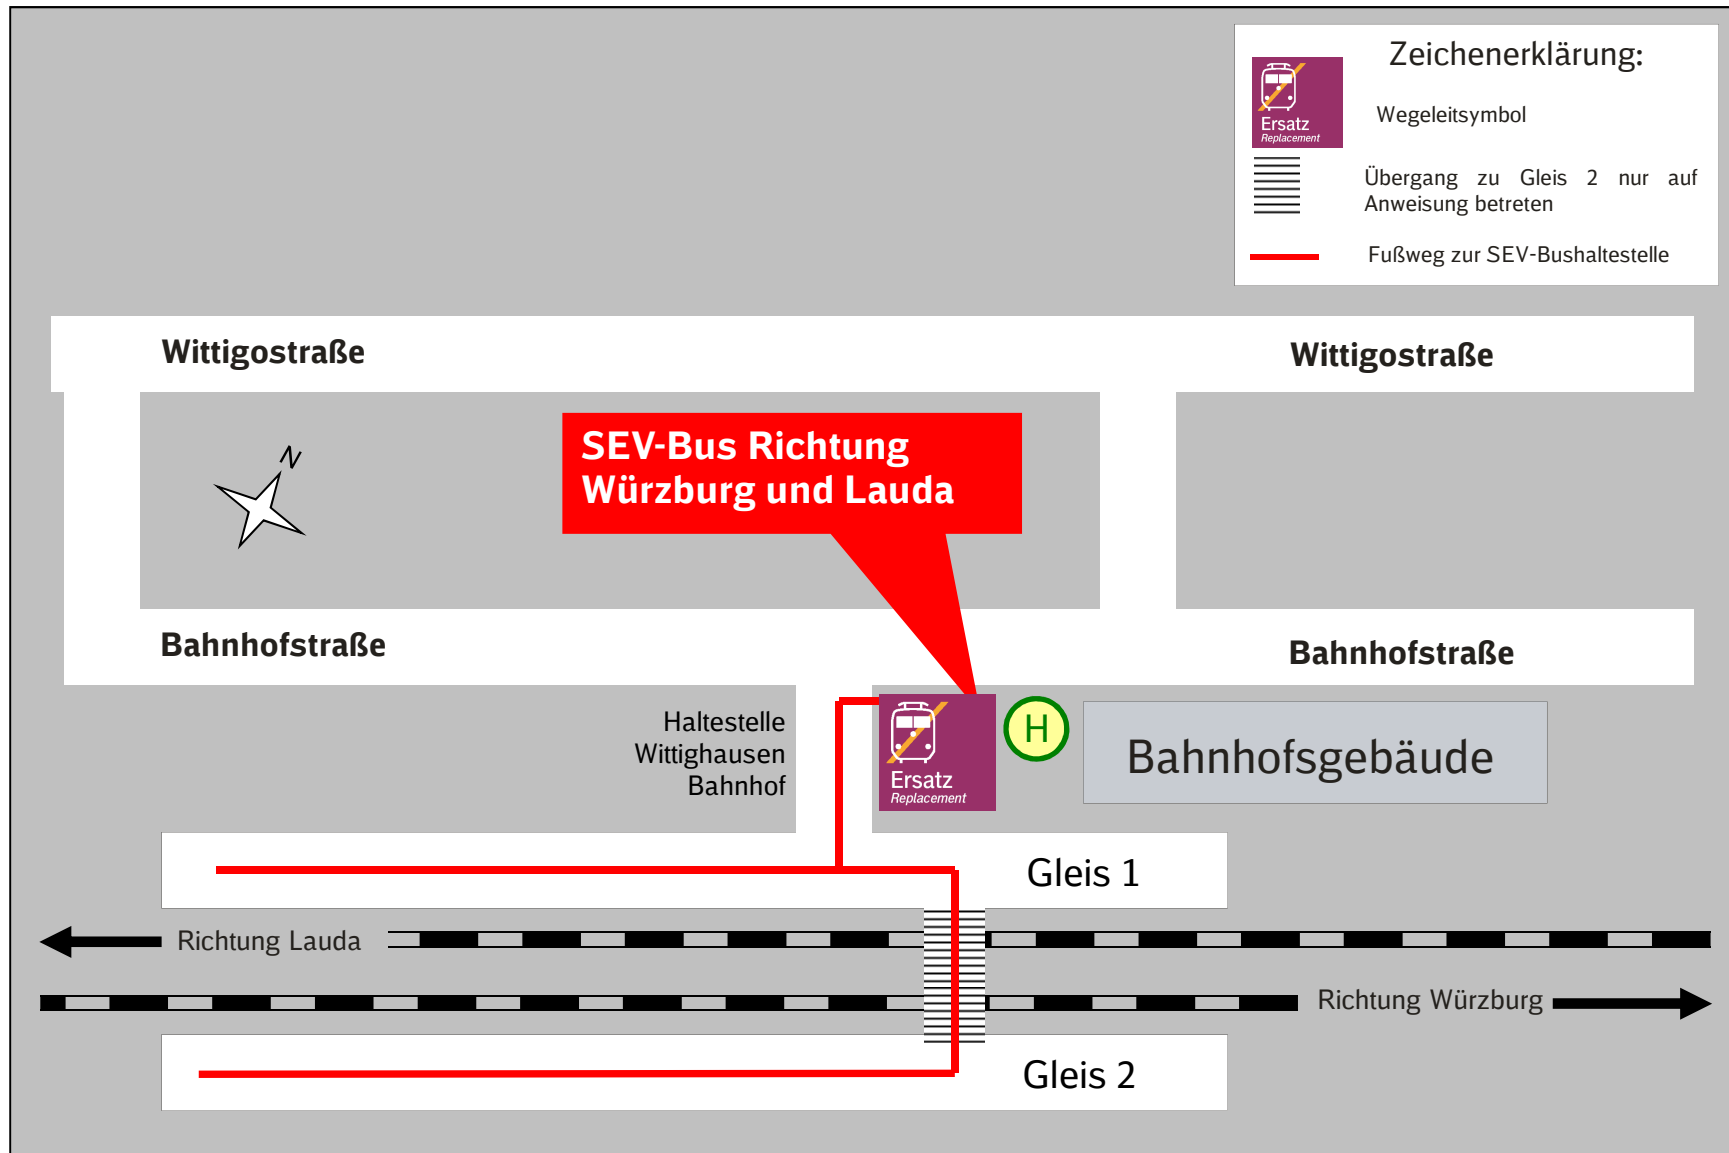 Zeichenerklärung:
Ersatz
Replacement
Wegeleitsymbol
Übergang zu Gleis 2 nur auf
Anweisung betreten
Fußweg zur SEV-Bushaltestelle
Wittigostraße
Wittigostraße
N
SEV-Bus Richtung
Würzburg und Lauda
Bahnhofstraße
Bahnhofstraße
Haltestelle
Wittighausen
Bahnhof
Ersatz
Replacement
H
Bahnhofsgebäude
Gleis 1
Richtung Lauda
Richtung Würzburg
Gleis 2